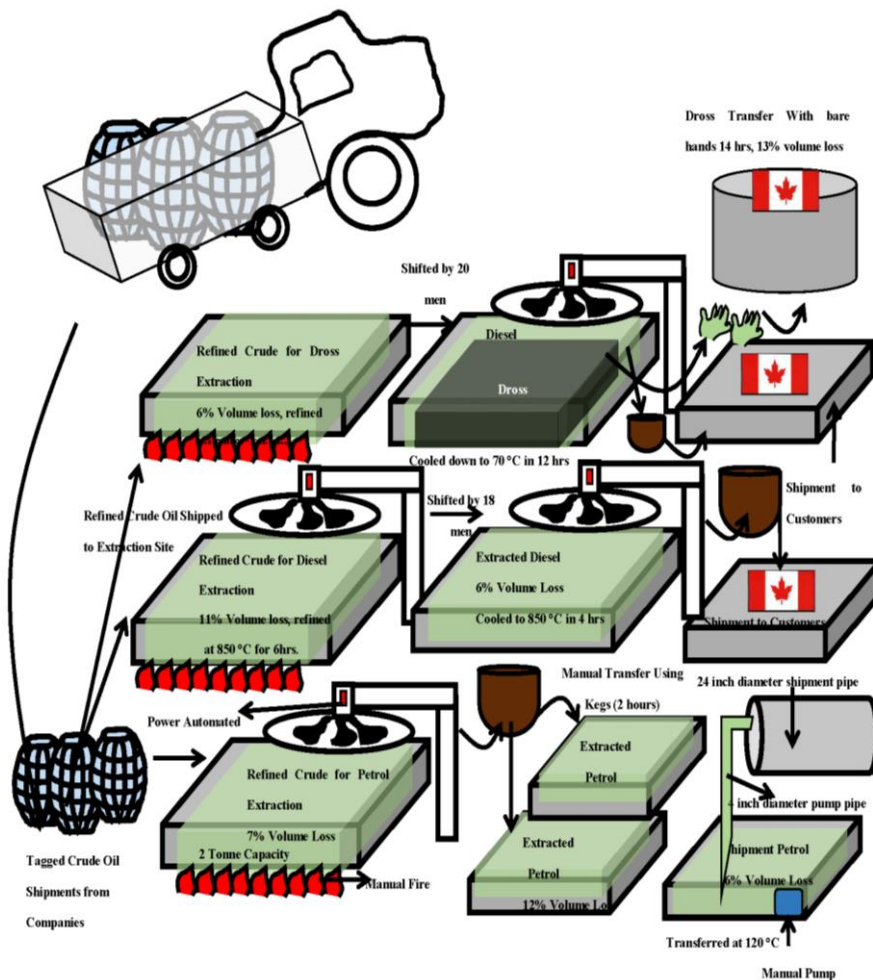 Dross Transfer With bare
hands 14 hrs, 13% volume loss
Shifted by 20
men
Refined Crude for Dross
Extraction
6% Volume loss, refined
Diesel
Dross
Cooled down to 70 °C in 12 hrs
Refined Crude Oil Shipped
to Extraction Site
Refined Crude for Diesel
Extraction
11% Volume loss, refined
at 850 °C for 6hrs.
Shifted by 18
men
Extracted Diesel
6% Volume Loss
Cooled to 850 °C in 4 hrs
Shipment to
Customers
Shipment to Customers
Manual Transfer Using
Kegs (2 hours)
24 inch diameter shipment pipe
Power Automated
Refined Crude for Petrol
Extraction
7% Volume Loss
2 Tonne Capacity
Manual Fire
Extracted
Petrol
Extracted
Petrol
12% Volume Lo
inch diameter pump pipe
hipment Petrol
6% Volume Loss
Transferred at 120 °C
Manual Pump
Tagged Crude Oil
Shipments from
Companies